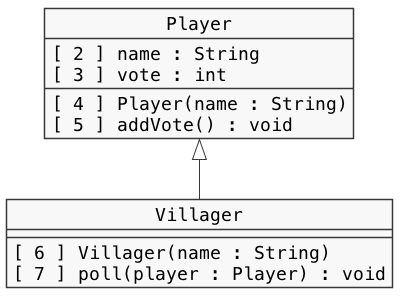 Player
[ 2 ] name : String
[ 3 ] vote : int
[ 4 ] Player(name : String)
[ 5 ] addVote() : void
Villager
[ 6 ] Villager(name : String)
[ 7 ] poll(player : Player) : void